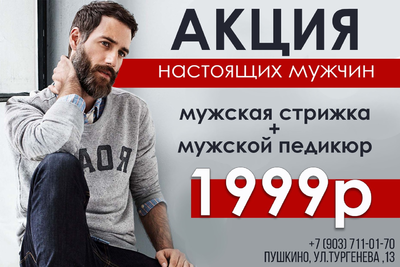 АКЦИЯ
настоящих мужчин
мужская стрижка
+
мужской педикюр
1999р
+7 (903) 711-01-70
ПУШКИНО, УЛ.ТУРГЕНЕВА ,13